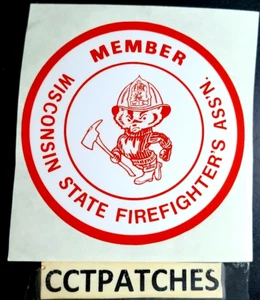 MEMBER
WISCONSIN STATE FIREFIGHTER'S ASS'N.
CCTPATCHES